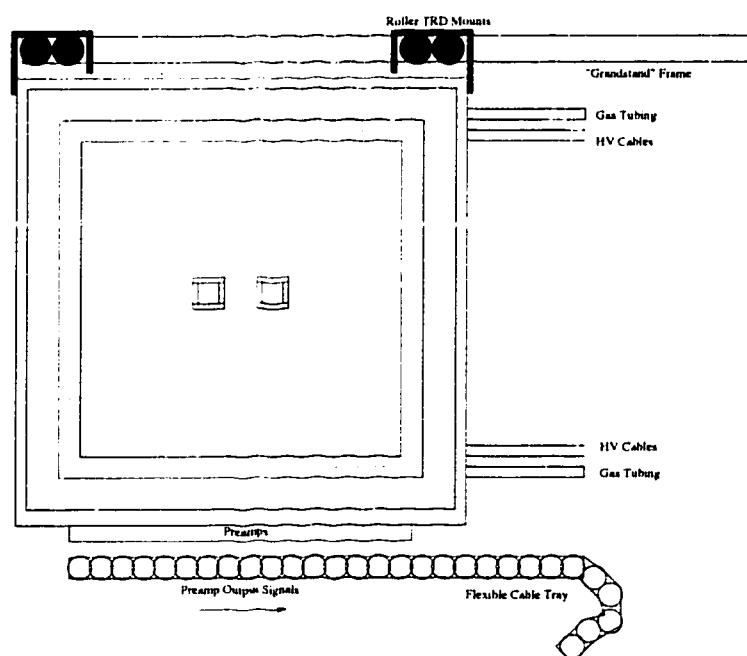 Roller TRD Mounts
"Grandstand" Frame
Gas Tubing
HV Cables
HV Cables
Gas Tubing
Preamps
Preamp Output Signals
Flexible Cable Tray